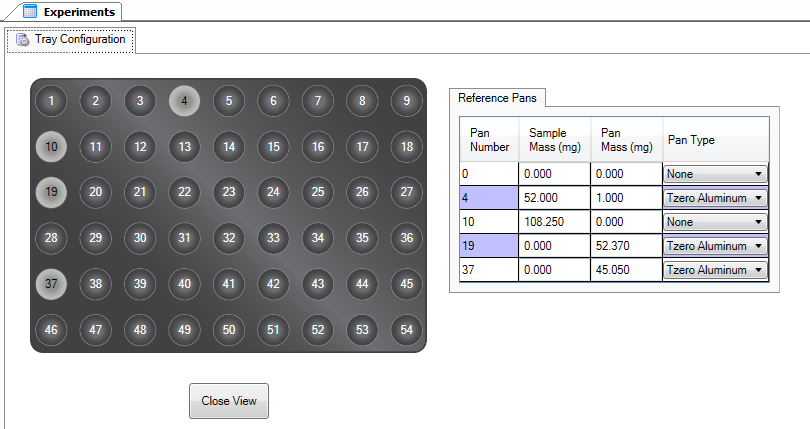 Experiments
Tray Configuration
1 2 3 4 5 6 7 8 9
10 11 12 13 14 15 16 17 18
19 20 21 22 23 24 25 26 27
28 29 30 31 32 33 34 35 36
37 38 39 40 41 42 43 44 45
46 47 48 49 50 51 52 53 54
Close View
Reference Pans
Pan Number Sample Mass (mg) Pan Mass (mg) Pan Type
0 0.000 0.000 None
4 52.000 1.000 Tzero Aluminum
10 108.250 0.000 None
19 0.000 52.370 Tzero Aluminum
37 0.000 45.050 Tzero Aluminum